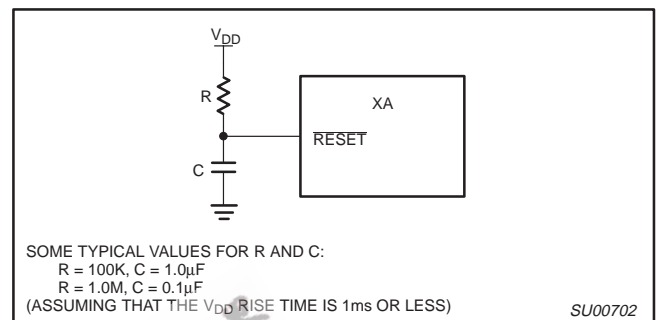 VDD
R
XA
RESET
C
SOME TYPICAL VALUES FOR R AND C:
R = 100K, C = 1.0µF
R = 1.0M, C = 0.1µF
(ASSUMING THAT THE VDD RISE TIME IS 1ms OR LESS)
SU00702